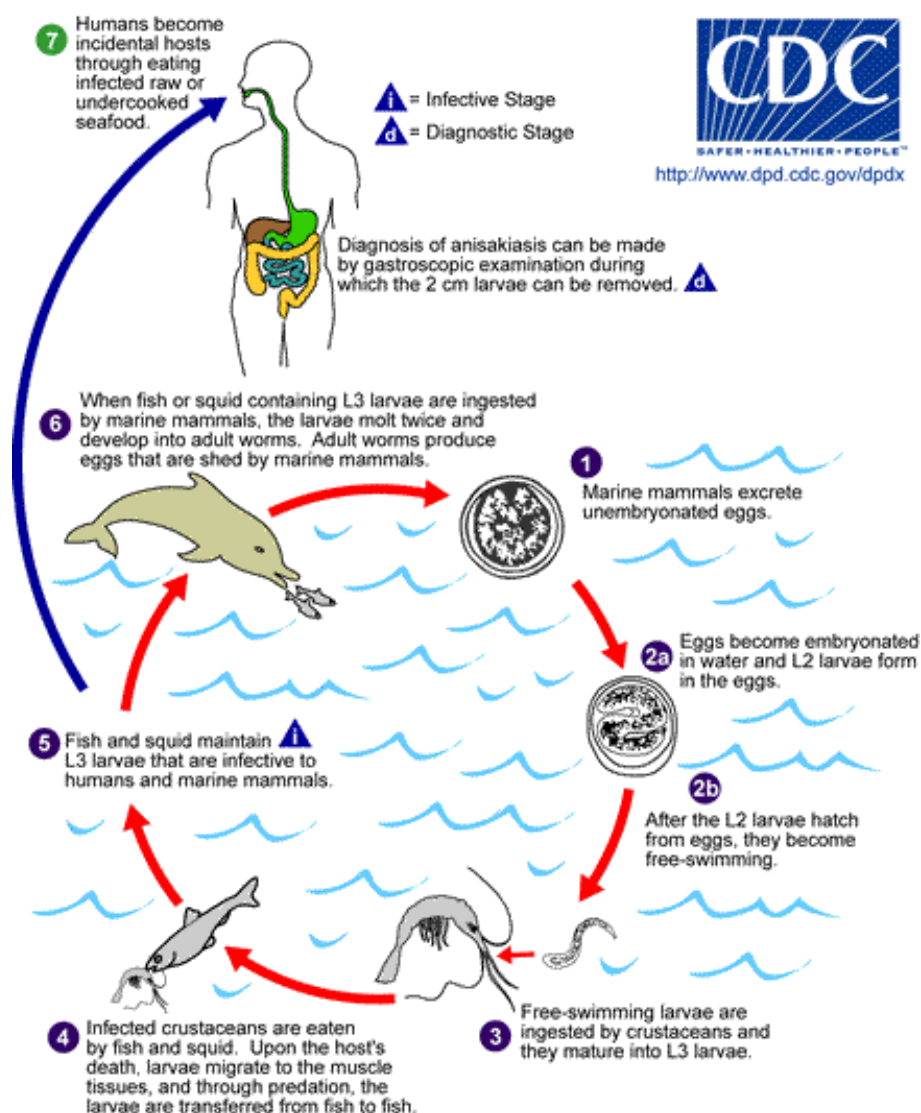 7
Humans become
incidental hosts
through eating
infected raw or
undercooked
seafood.
i = Infective Stage
d = Diagnostic Stage
CDC
SAFER•HEALTHIER•PEOPLE™
http://www.dpd.cdc.gov/dpdx
Diagnosis of anisakiasis can be made
by gastroscopic examination during
which the 2 cm larvae can be removed. d
6
When fish or squid containing L3 larvae are ingested
by marine mammals, the larvae molt twice and
develop into adult worms. Adult worms produce
eggs that are shed by marine mammals.
1
Marine mammals excrete
unembryonated eggs.
2a
Eggs become embryonated
in water and L2 larvae form
in the eggs.
2b
After the L2 larvae hatch
from eggs, they become
free-swimming.
3
Free-swimming larvae are
ingested by crustaceans and
they mature into L3 larvae.
4
Infected crustaceans are eaten
by fish and squid. Upon the host's
death, larvae migrate to the muscle
tissues, and through predation, the
larvae are transferred from fish to fish.
5
Fish and squid maintain i
L3 larvae that are infective to
humans and marine mammals.